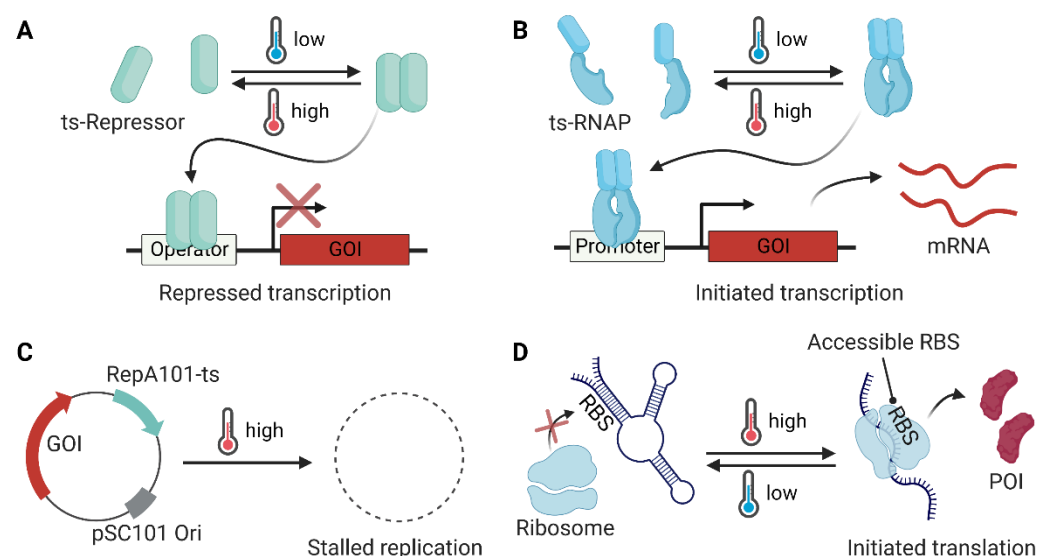 A
low
high
ts-Repressor
Operator
GOI
Repressed transcription
B
low
high
ts-RNAP
Promoter
GOI
mRNA
Initiated transcription
C
RepA101-ts
GOI
high
pSC101 Ori
Stalled replication
D
Accessible RBS
RBS
high
low
RBS
POI
Ribosome
Initiated translation